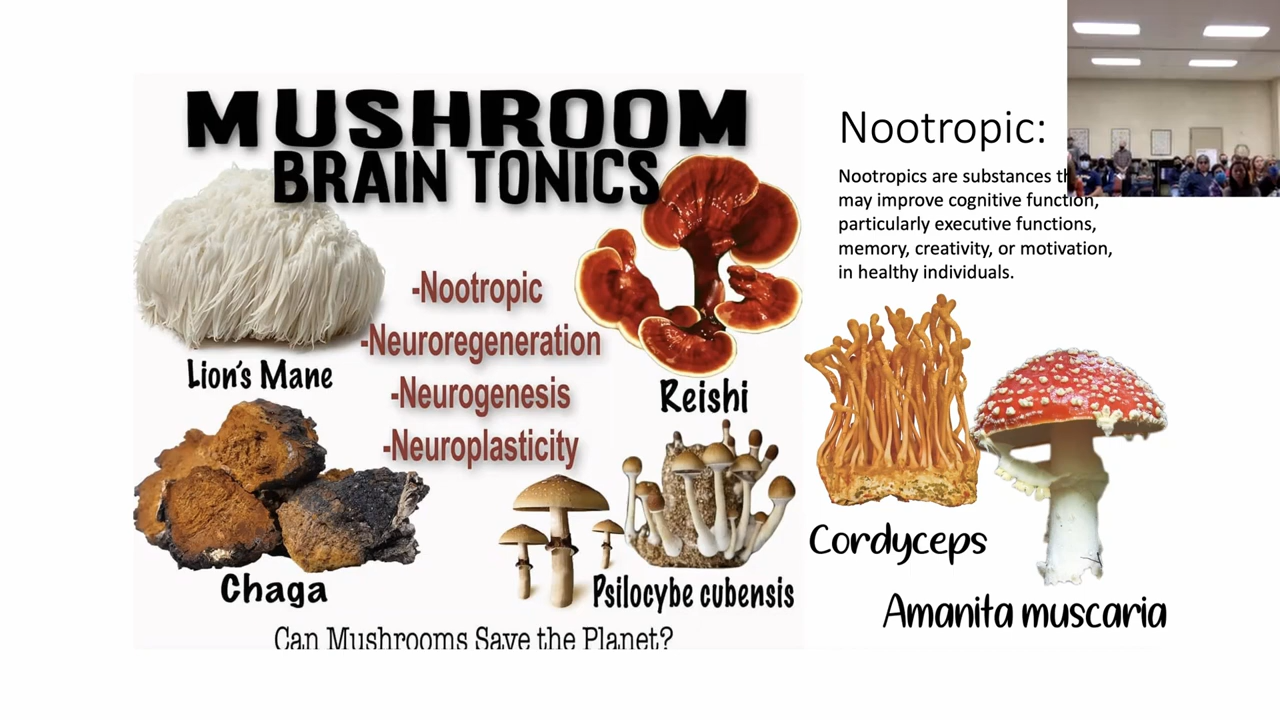 MUSHROOM
BRAIN TONICS
Lion's Mane
-Nootropic
-Neuroregeneration
-Neurogenesis
-Neuroplasticity
Reishi
Chaga
Psilocybe cubensis
Can Mushrooms Save the Planet?
Nootropic:
Nootropics are substances
may improve cognitive function,
particularly executive functions,
memory, creativity, or motivation,
in healthy individuals.
Cordyceps
Amanita muscaria